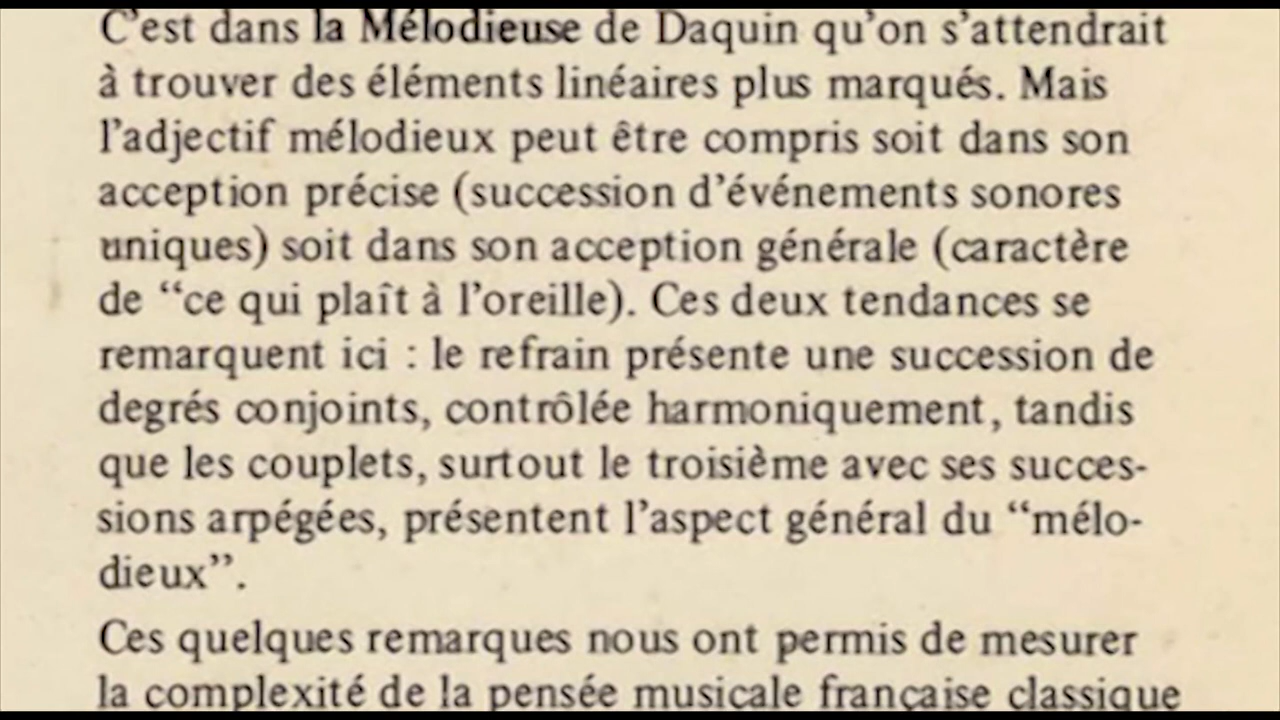 C'est dans la Mélodieuse de Daquin qu'on s'attendrait
à trouver des éléments linéaires plus marqués. Mais
l'adjectif mélodieux peut être compris soit dans son
acception précise (succession d'événements sonores
uniques) soit dans son acception générale (caractère
de “ce qui plaît à l'oreille). Ces deux tendances se
remarquent ici : le refrain présente une succession de
degrés conjoints, contrôlée harmoniquement, tandis
que les couplets, surtout le troisième avec ses succes-
sions arpégées, présentent l'aspect général du “mélo-
dieux”.
Ces quelques remarques nous ont permis de mesurer
la complexité de la pensée musicale française classique